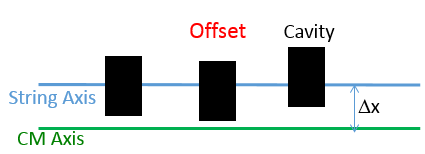 Offset
Cavity
String Axis
Δx
CM Axis